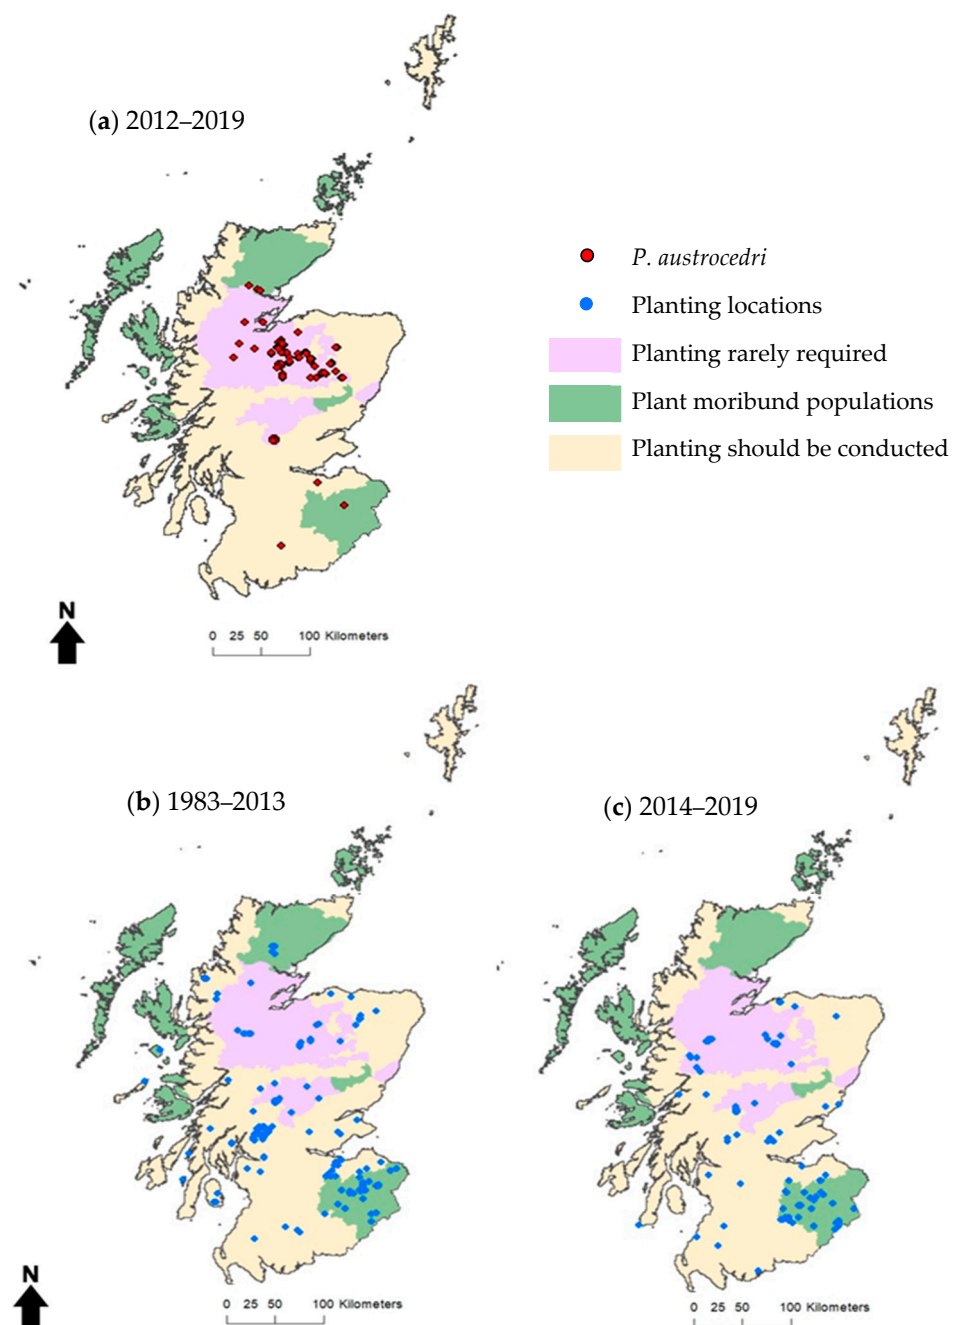 (a) 2012–2019
P. austrocedri
Planting locations
Planting rarely required
Plant moribund populations
Planting should be conducted
N
0 25 50 100 Kilometers
(b) 1983–2013
(c) 2014–2019
N
0 25 50 100 Kilometers
0 25 50 100 Kilometers